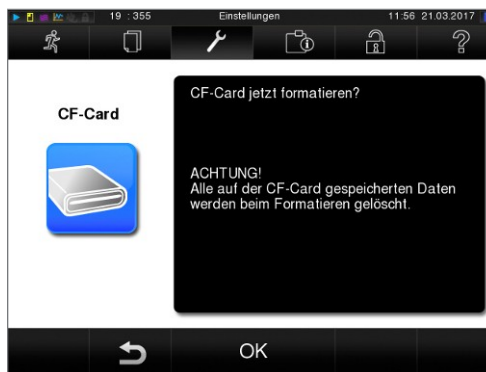 19 : 355 Einstellungen 11:56 21.03.2017
CF-Card
CF-Card jetzt formatieren?
ACHTUNG!
Alle auf der CF-Card gespeicherten Daten
werden beim Formatieren gelöscht.
OK